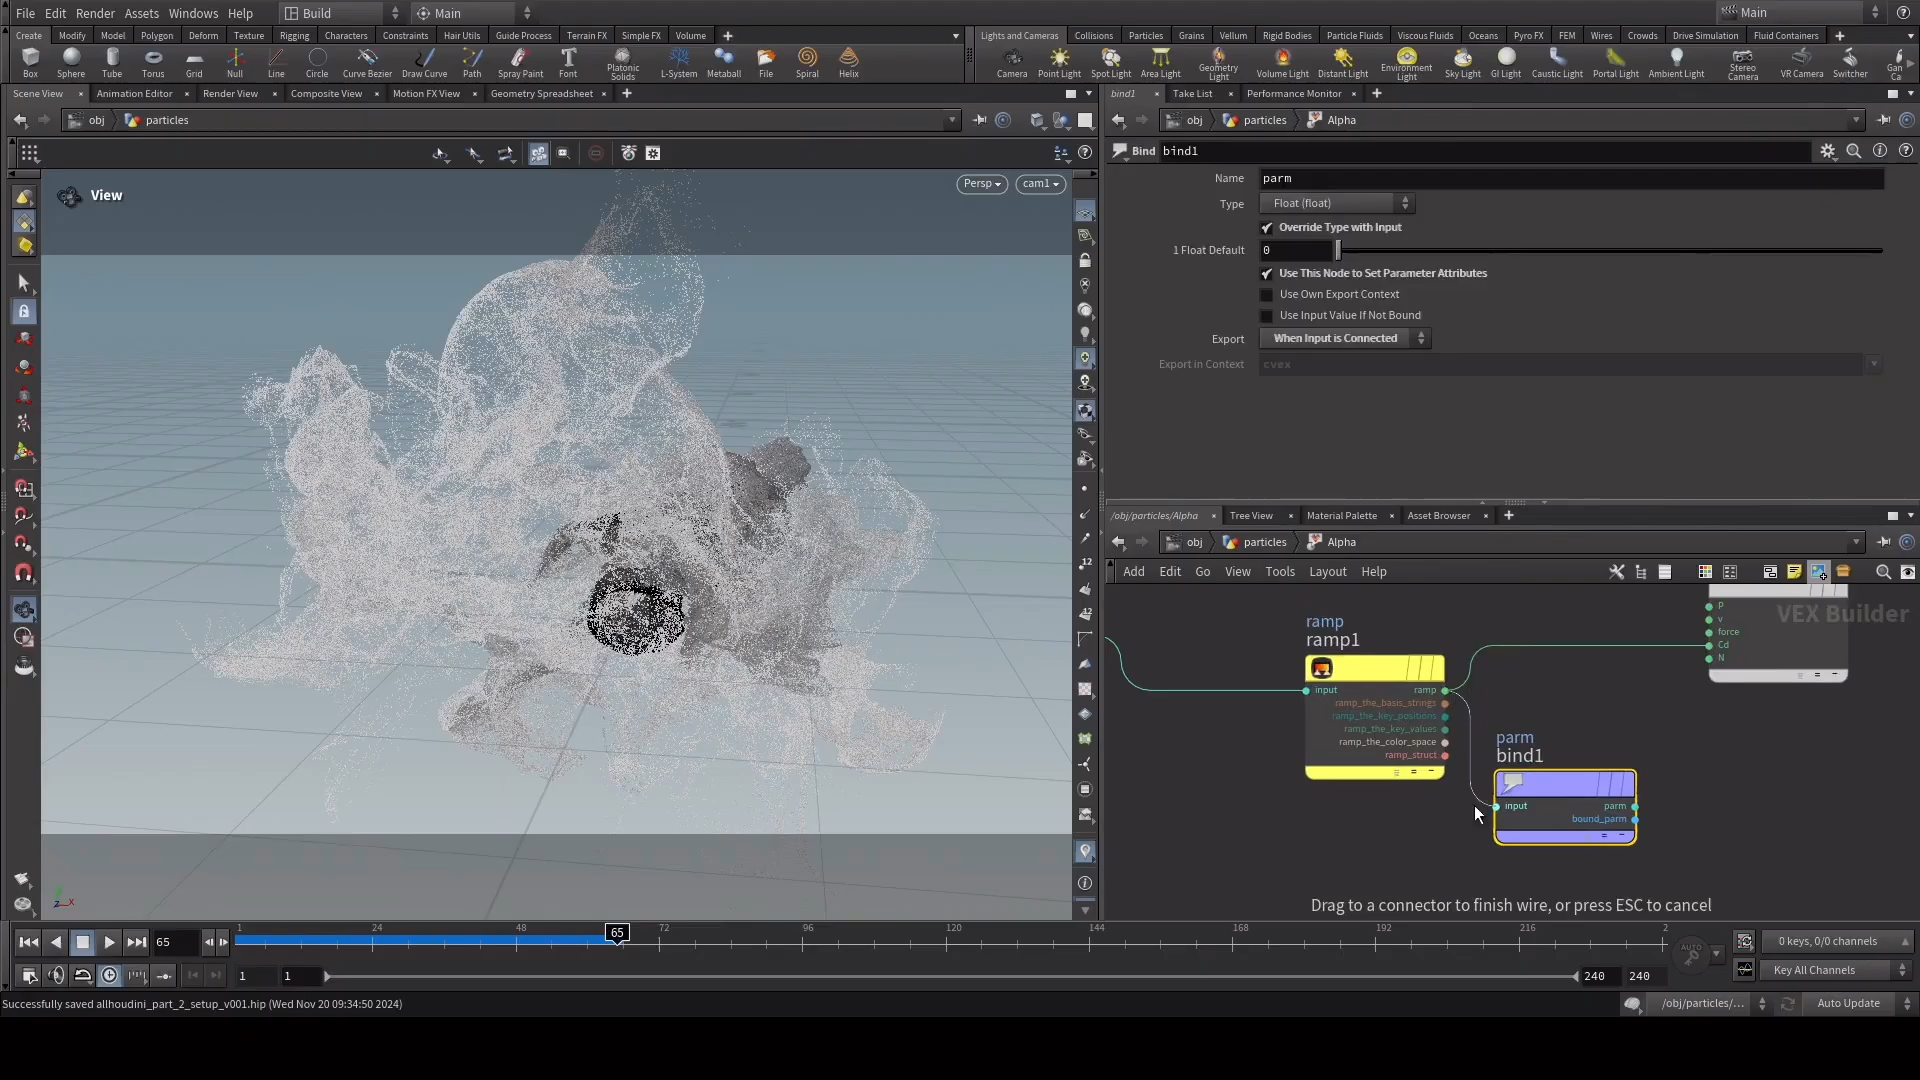 File Edit Render Assets Windows Help Build Main Main
Create Modify Model Polygon Deform Texture Rigging Characters Constraints Hair Utils Guide Process Terrain FX Simple FX Volume
Lights and Cameras Collisions Particles Grains Vellum Rigid Bodies Particle Fluids Viscous Fluids Oceans Pyro FX FEM Wires Crowds Drive Simulation Fluid Containers
Box Sphere Tube Torus Grid Null Line Circle Curve Bezier Draw Curve Path Spray Paint Font Platonic Solids L-System Metaball File Spiral Helix
Camera Point Light Spot Light Area Light Geometry Light Volume Light Distant Light Environment Light Sky Light GI Light Caustic Light Portal Light Ambient Light Stereo Camera VR Camera Switcher Gan Ca
Scene View Animation Editor Render View Composite View Motion FX View Geometry Spreadsheet
bind1 Take List Performance Monitor
obj particles
obj particles Alpha
Bind bind1
View
Persp cam1
Name parm
Type Float (float)
Override Type with Input
1 Float Default 0
Use This Node to Set Parameter Attributes
Use Own Export Context
Use Input Value If Not Bound
Export When Input is Connected
Export in Context cvex
/obj/particles/Alpha Tree View Material Palette Asset Browser
obj particles Alpha
Add Edit Go View Tools Layout Help
VEX Builder
P
v
force
Cd
N
ramp
ramp1
input ramp
ramp_the_basis_strings
ramp_the_key_positions
ramp_the_key_values
ramp_the_color_space
ramp_struct
parm
bind1
input parm
bound_parm
Drag to a connector to finish wire, or press ESC to cancel
12
12
65
1 24 48 65 72 96 120 144 168 192 216 2
AUTO
0 keys, 0/0 channels
1 1 240 240
Key All Channels
Successfully saved allhoudini_part_2_setup_v001.hip (Wed Nov 20 09:34:50 2024)
/obj/particles/... Auto Update